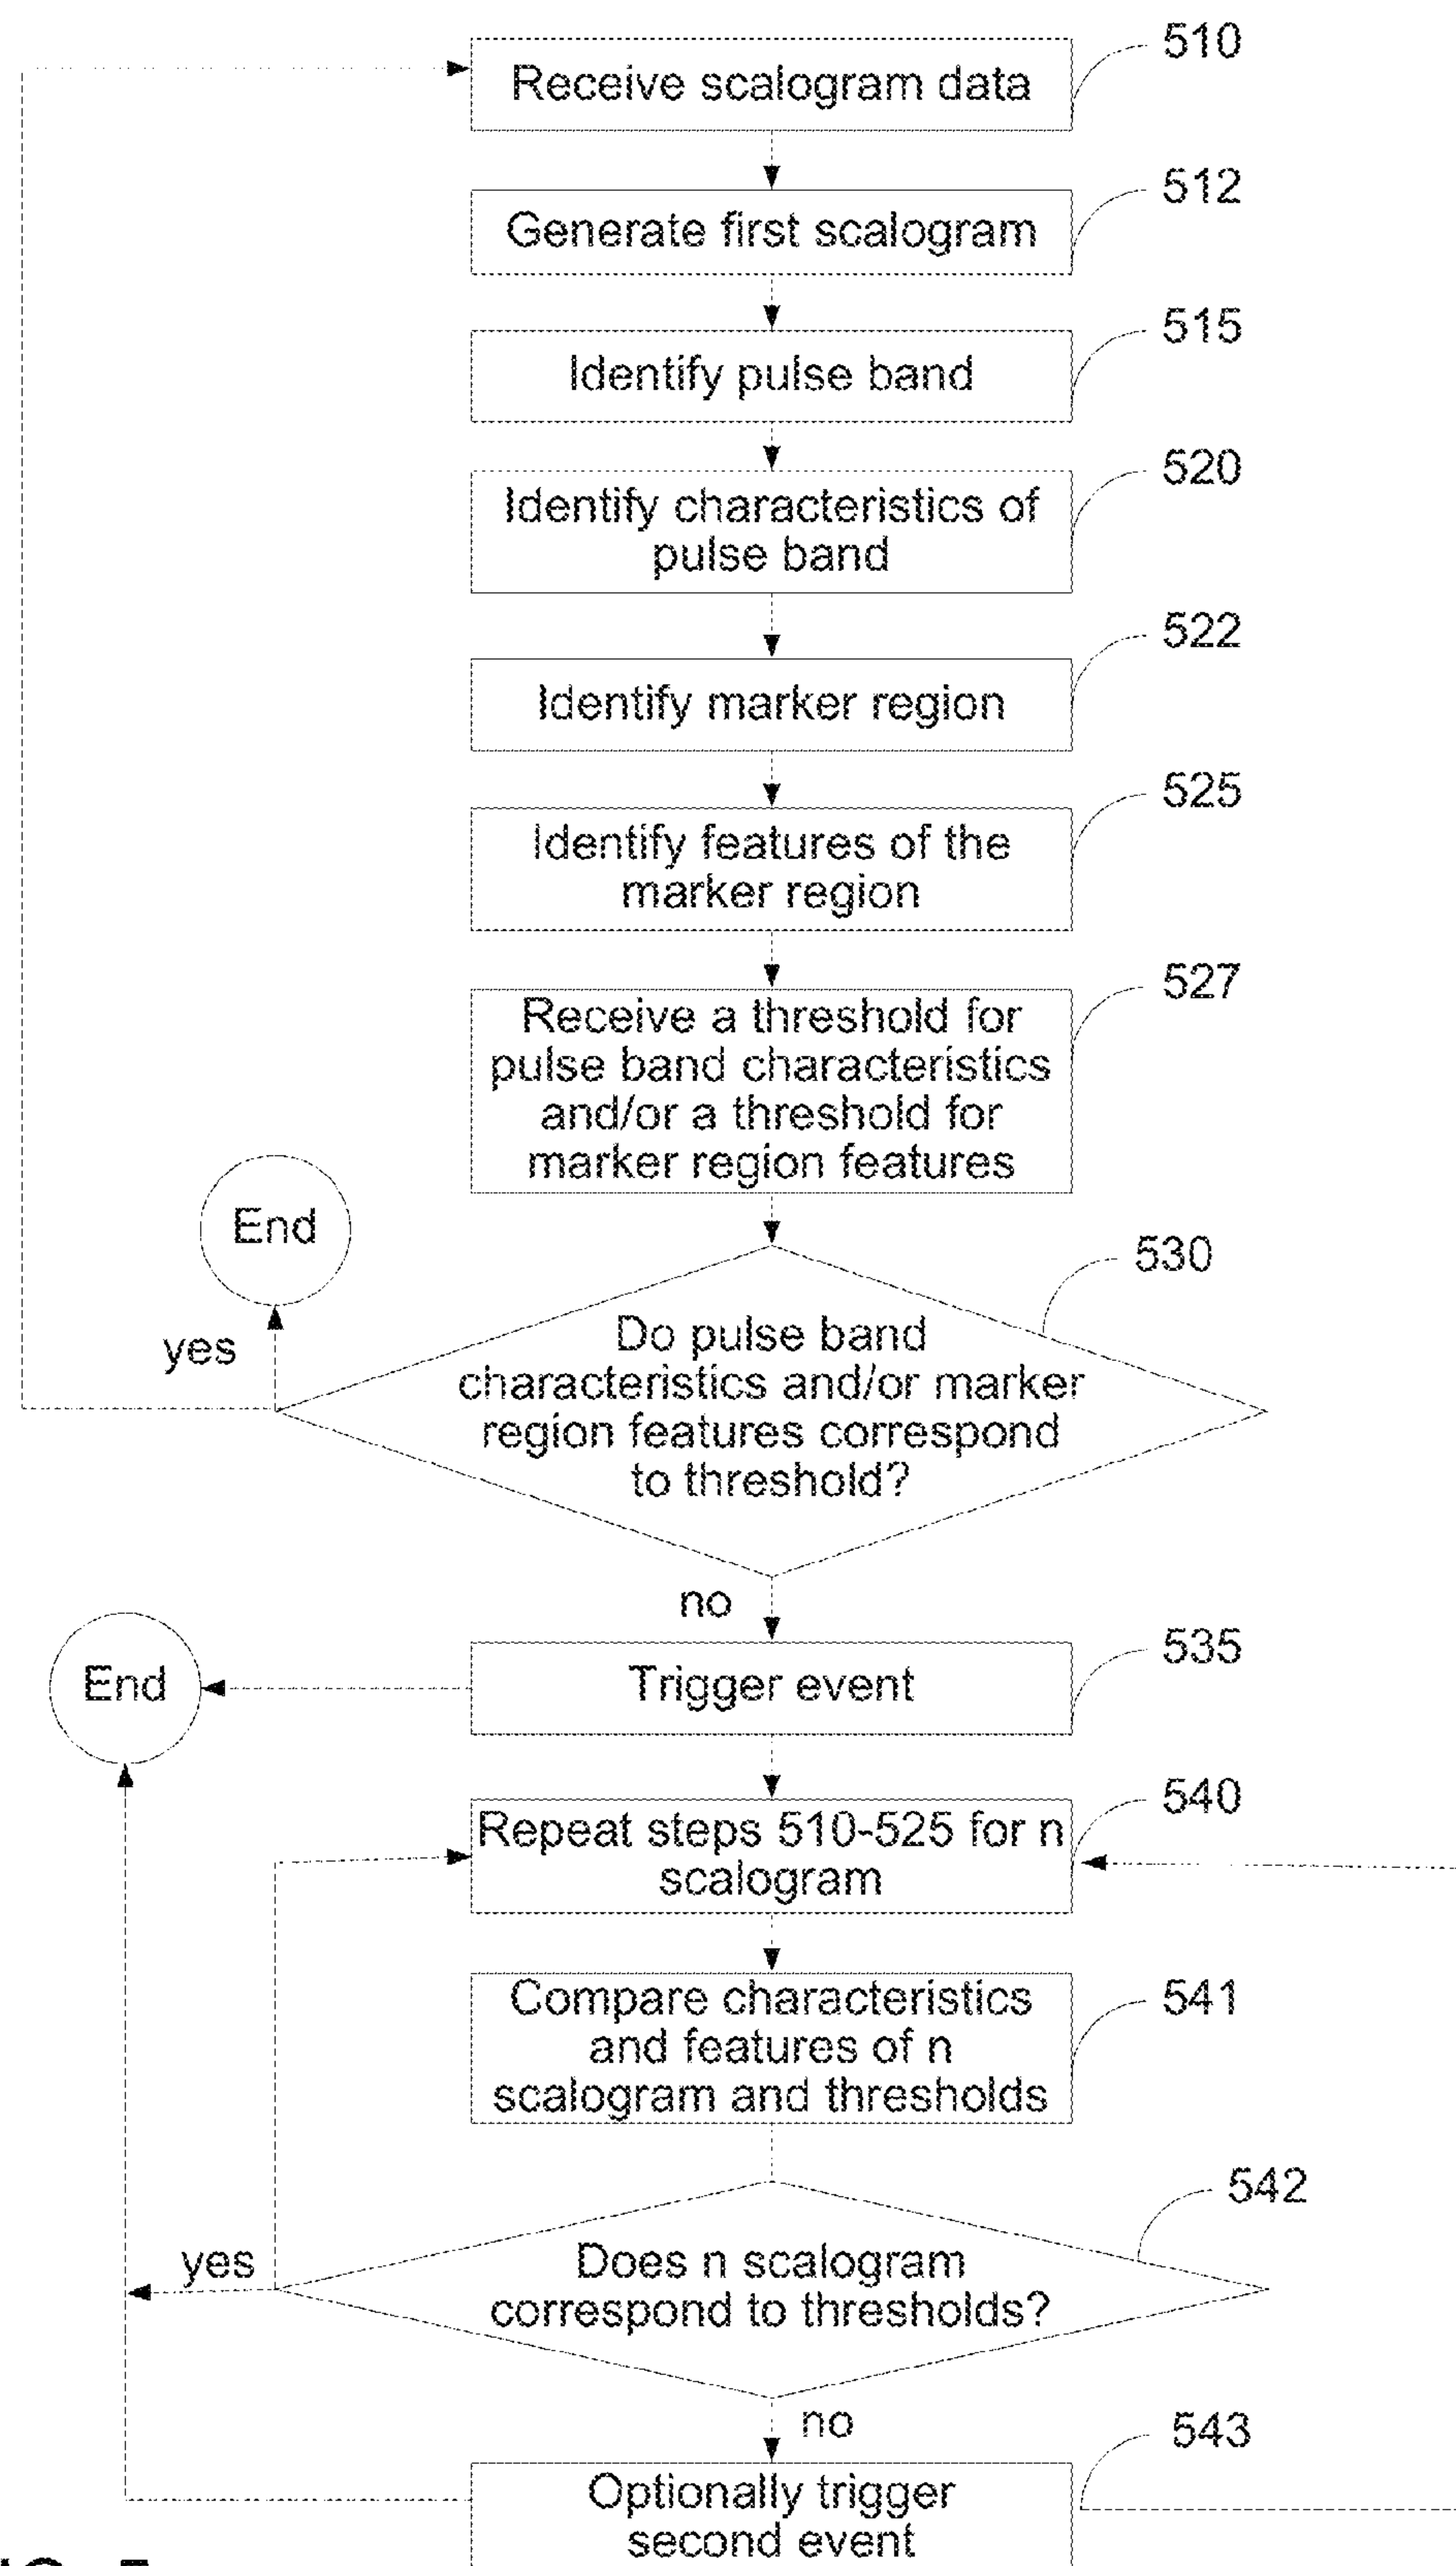 510
Receive scalogram data
512
Generate first scalogram
515
Identify pulse band
520
Identify characteristics of
pulse band
522
Identify marker region
525
Identify features of the
marker region
527
Receive a threshold for
pulse band characteristics
and/or a threshold for
marker region features
End
530
yes
Do pulse band
characteristics and/or marker
region features correspond
to threshold?
no
535
End
Trigger event
540
Repeat steps 510-525 for n
scalogram
541
Compare characteristics
and features of n
scalogram and thresholds
542
yes
Does n scalogram
correspond to thresholds?
no
543
Optionally trigger
second event